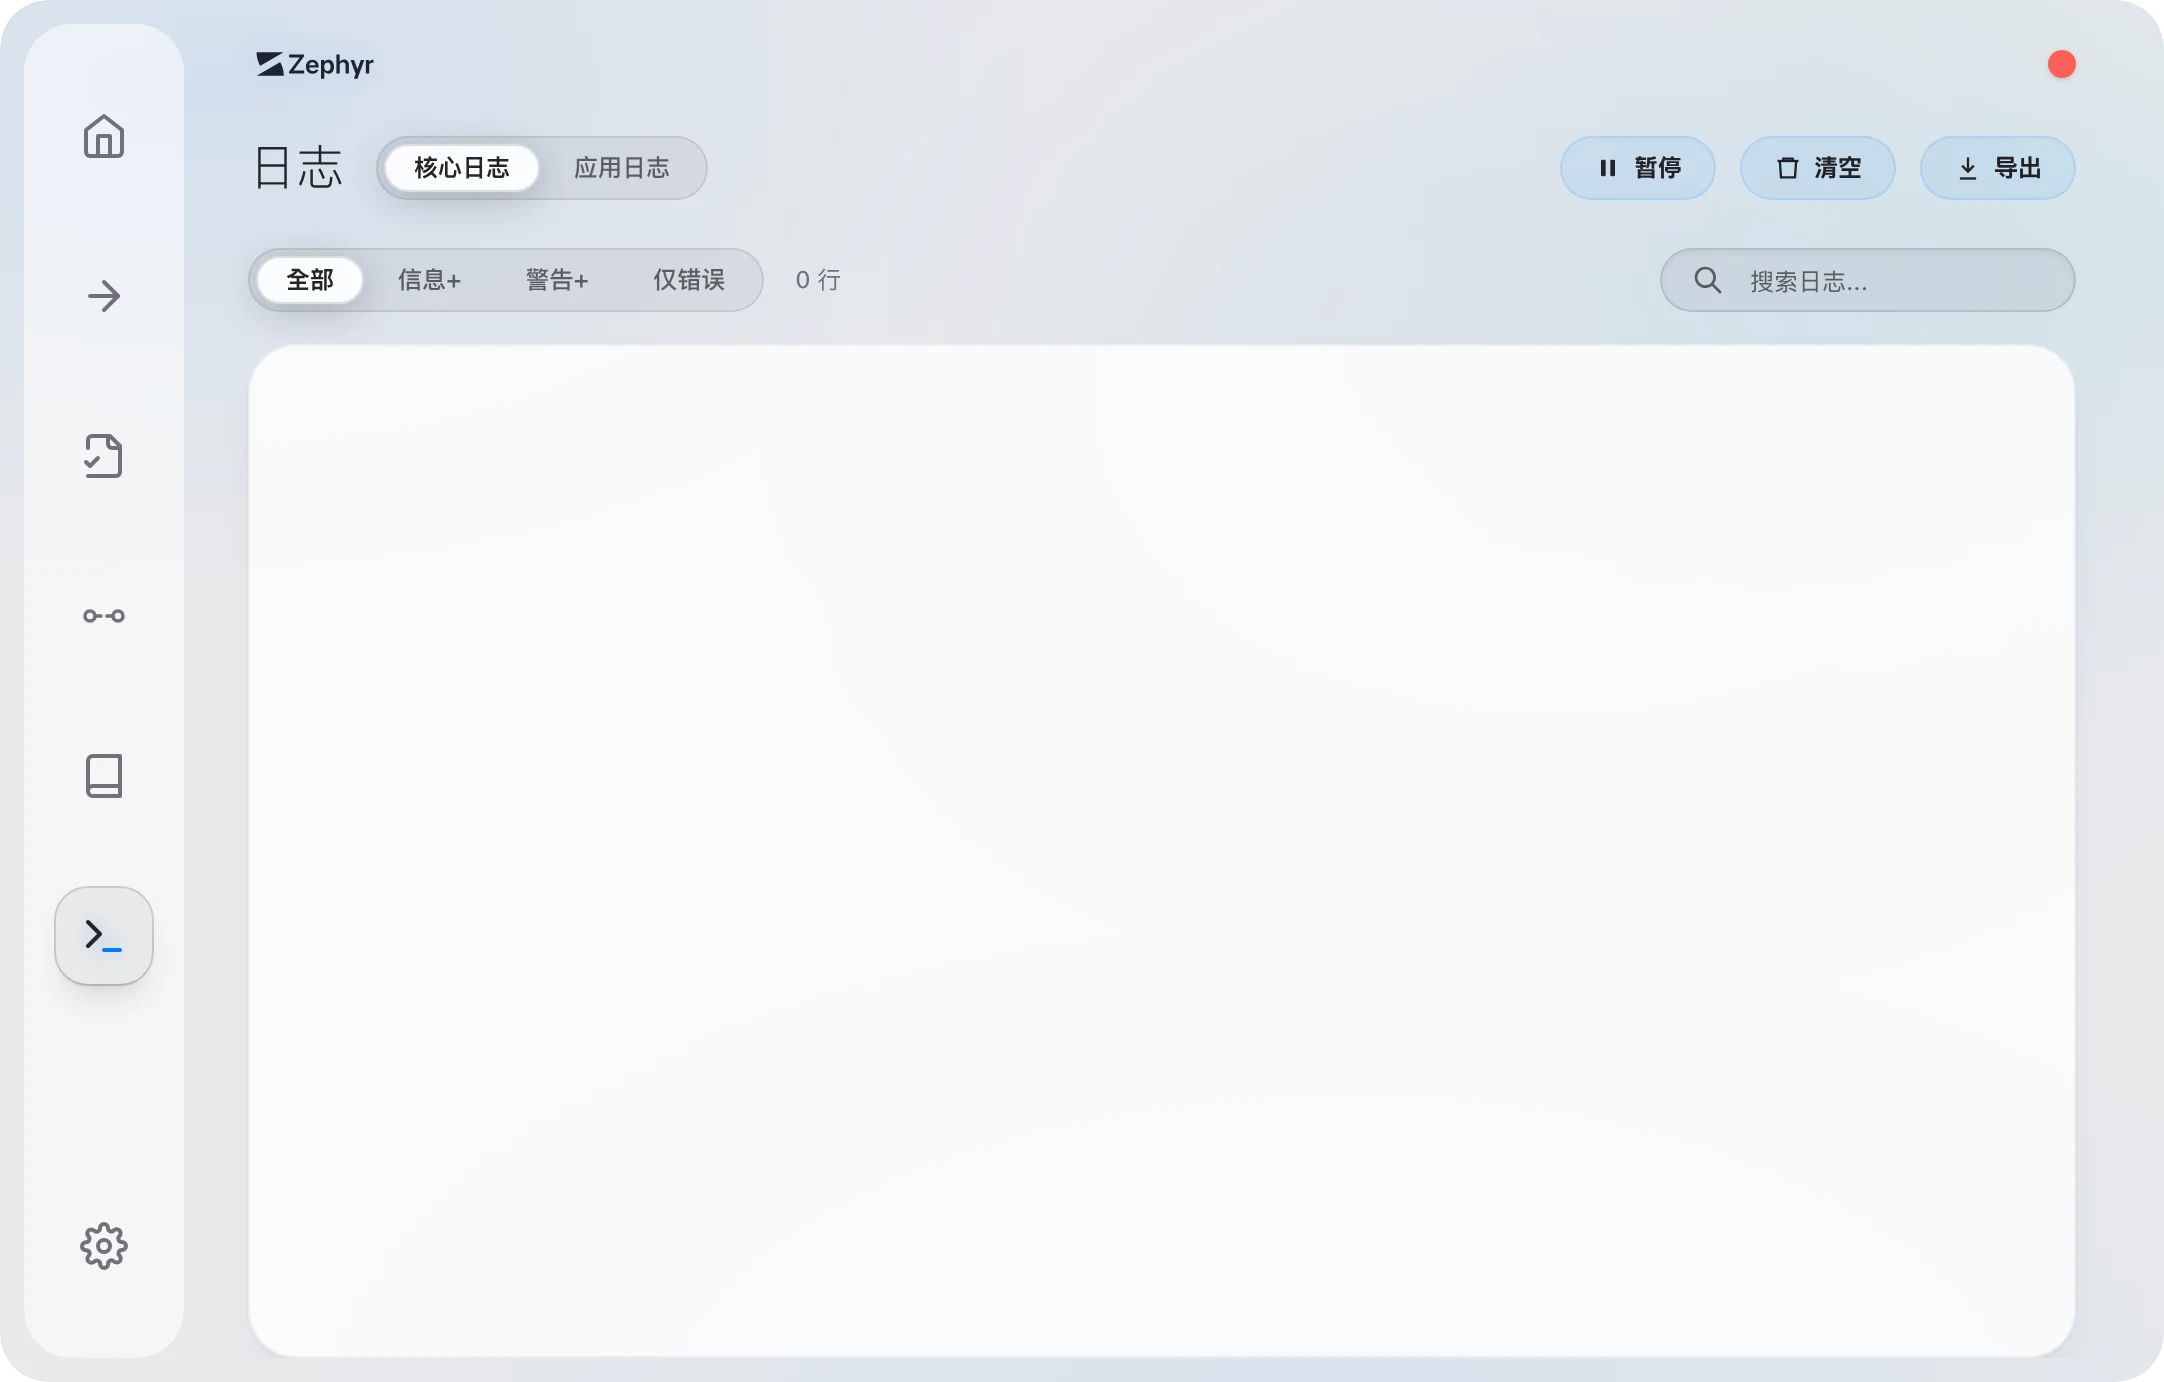 Zephyr
日志 核心日志 应用日志 暂停 清空 导出
全部 信息+ 警告+ 仅错误 0 行 搜索日志...